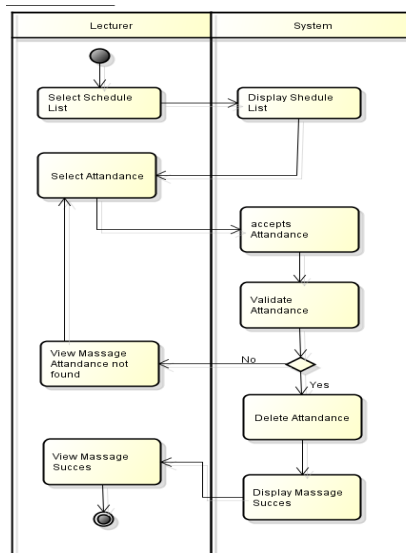 Lecturer
System
Select Schedule
List
Display Shedule
List
Select Attandance
accepts
Attandance
Validate
Attandance
No
View Massage
Attandance not
found
Yes
Delete Attandance
View Massage
Succes
Display Massage
Succes